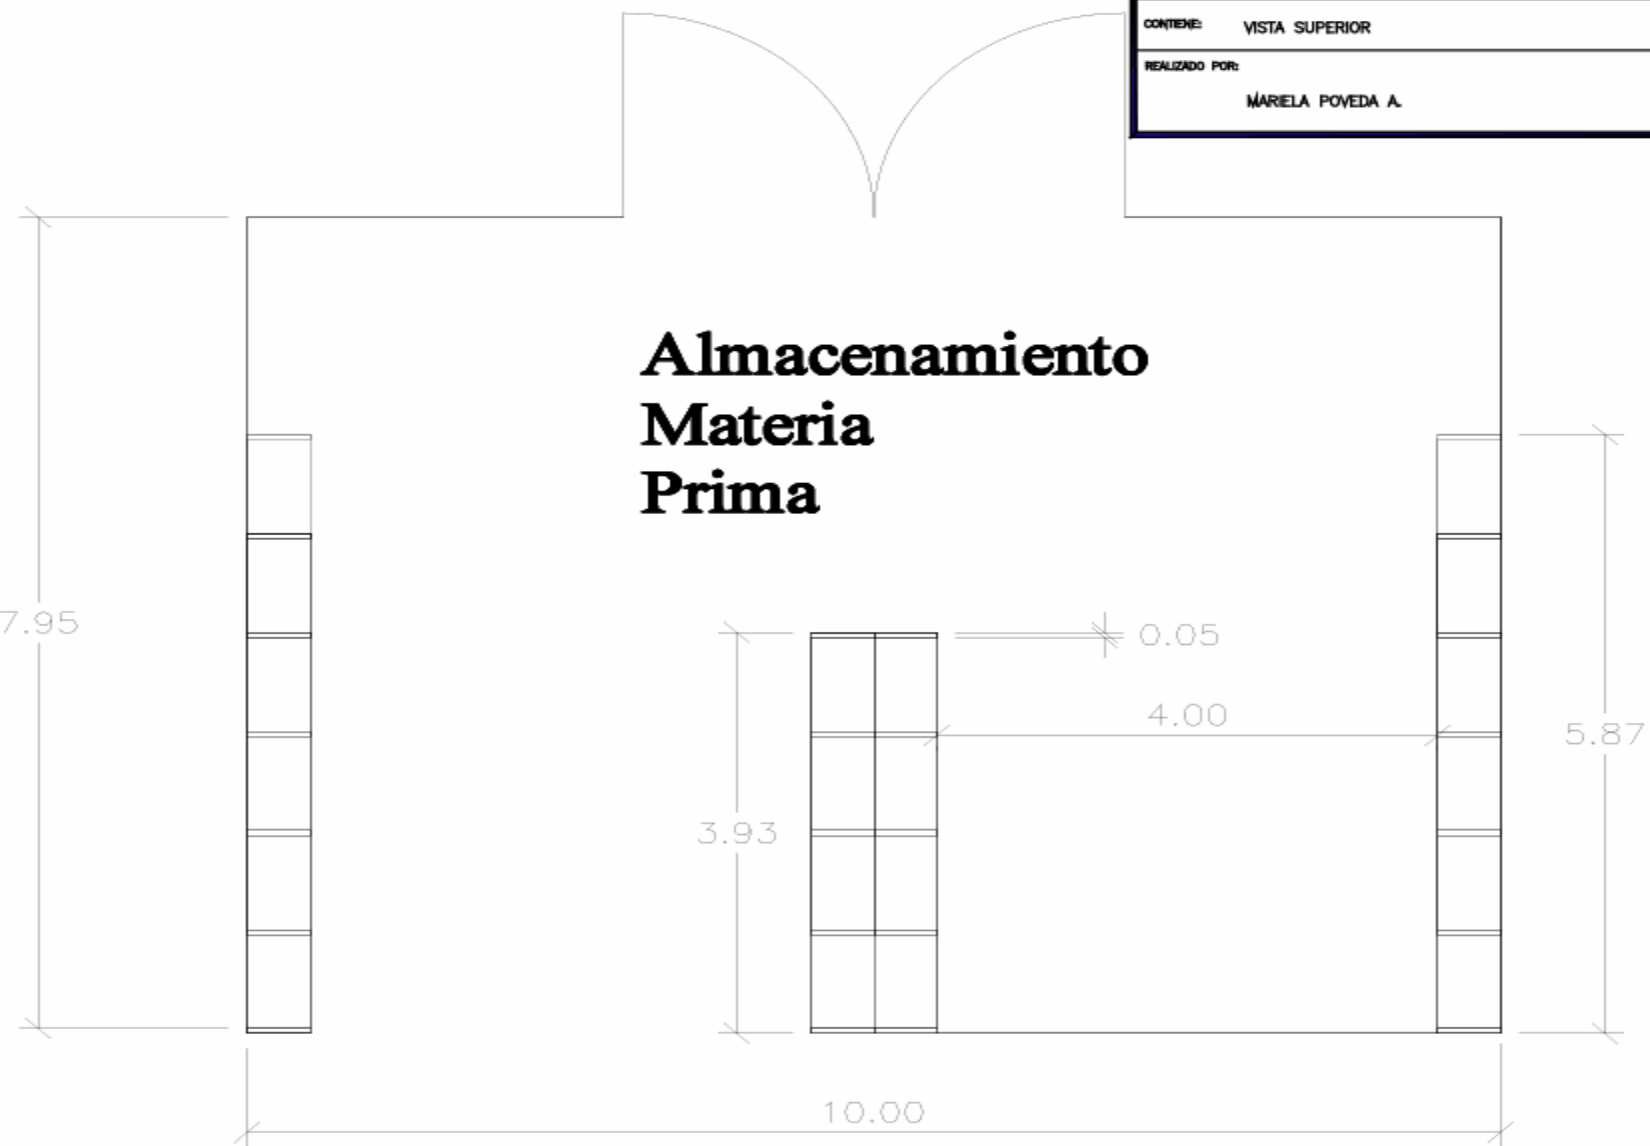 CONTIENE: VISTA SUPERIOR
REALIZADO POR:
MARIELA POVEDA A.
Almacenamiento
Materia
Prima
7.95
0.05
4.00
5.87
3.93
10.00